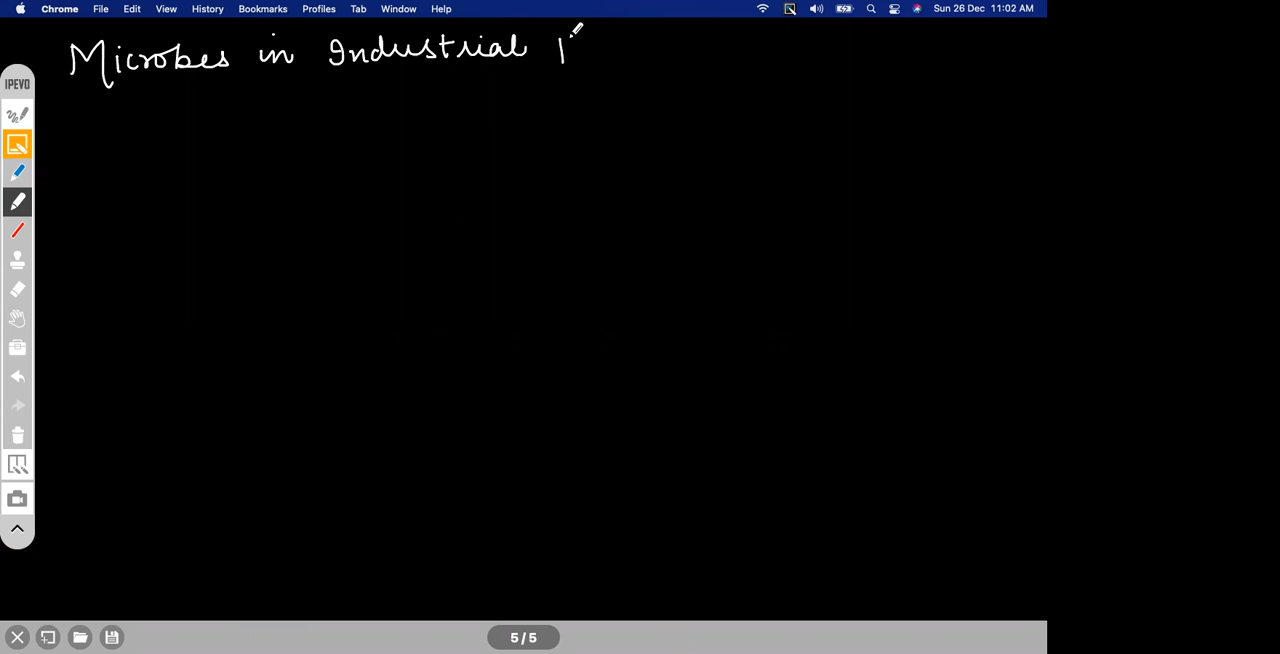 Chrome File Edit View History Bookmarks Profiles Tab Window Help Sun 26 Dec 11:02 AM
Microbes in Industrial
IPEVO
5/5